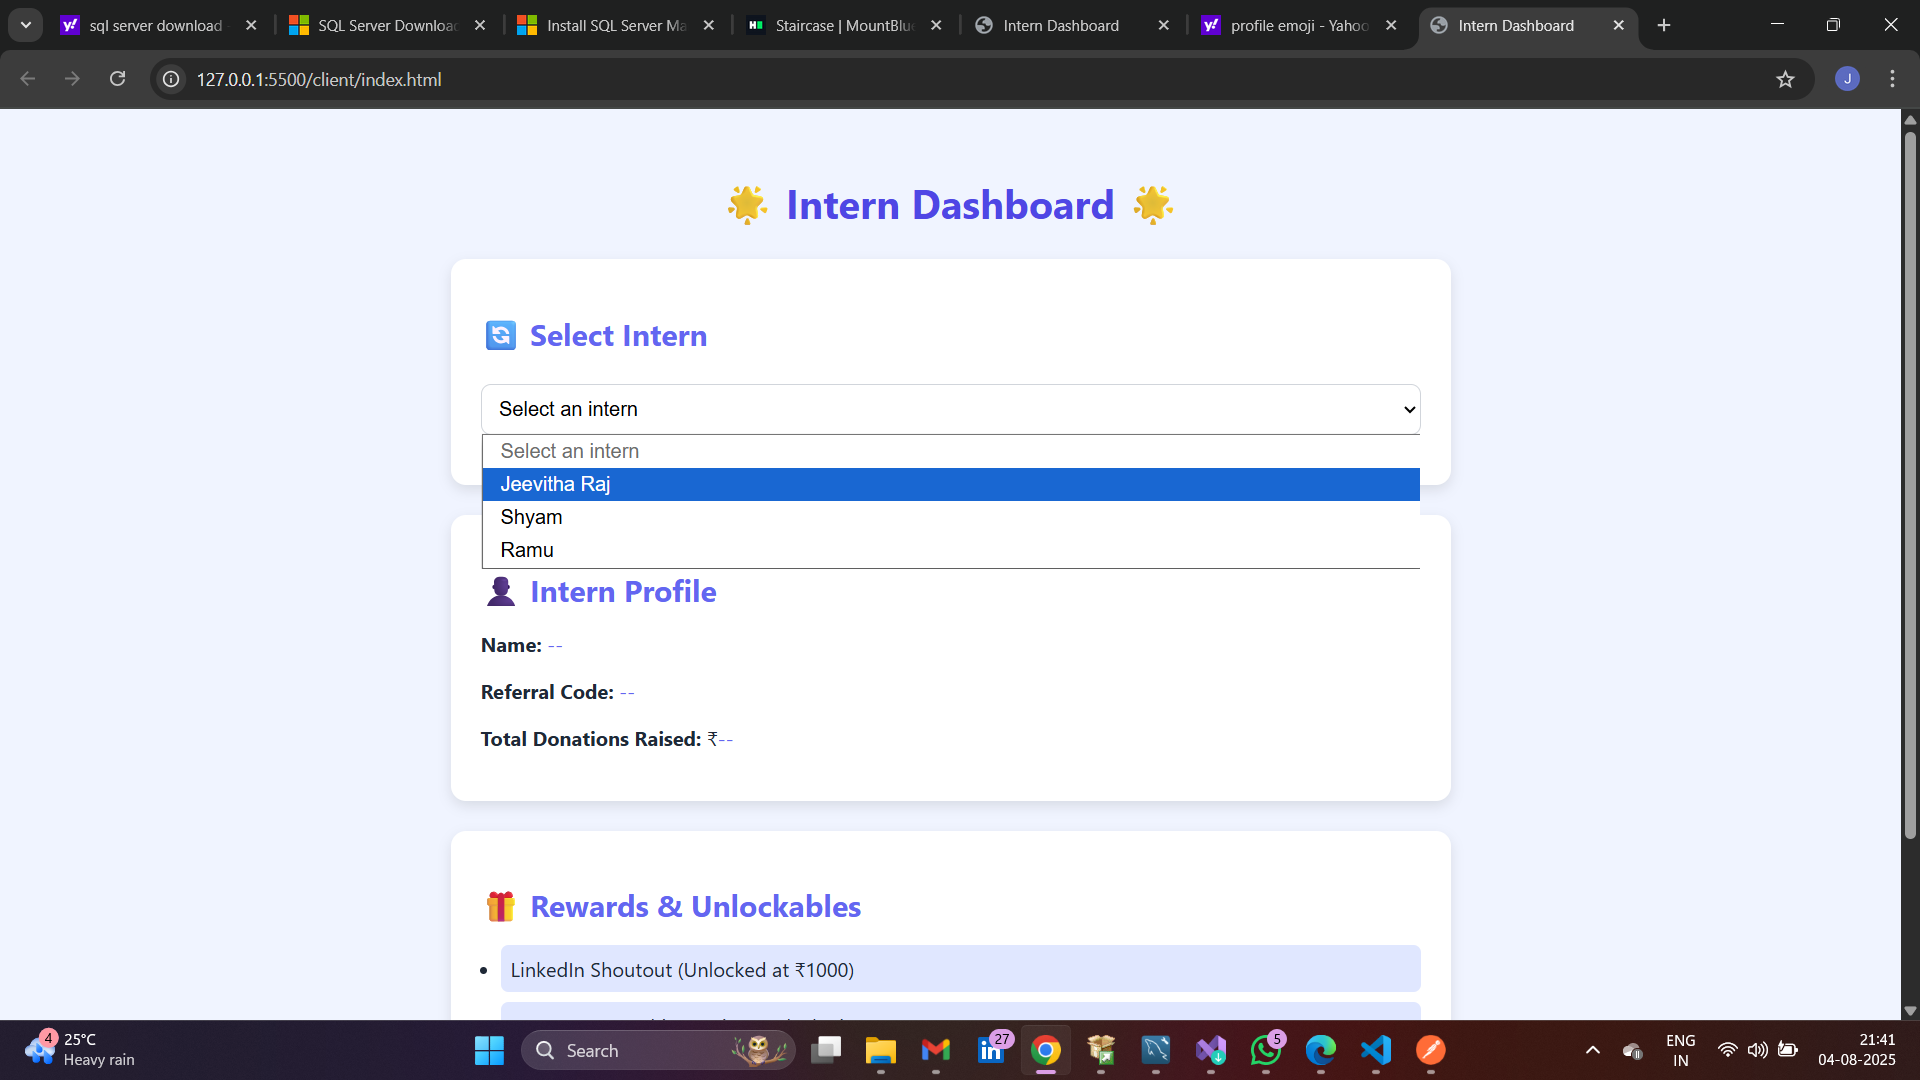 sql server download
SQL Server Downloa
Install SQL Server Ma
Staircase | MountBlu
Intern Dashboard
profile emoji - Yahoo
Intern Dashboard
127.0.0.1:5500/client/index.html
J
Intern Dashboard
Select Intern
Select an intern
Select an intern
Jeevitha Raj
Shyam
Ramu
Intern Profile
Name: --
Referral Code: --
Total Donations Raised: ₹--
Rewards & Unlockables
LinkedIn Shoutout (Unlocked at ₹1000)
4
25°C
Heavy rain
Search
27
5
ENG
IN
21:41
04-08-2025